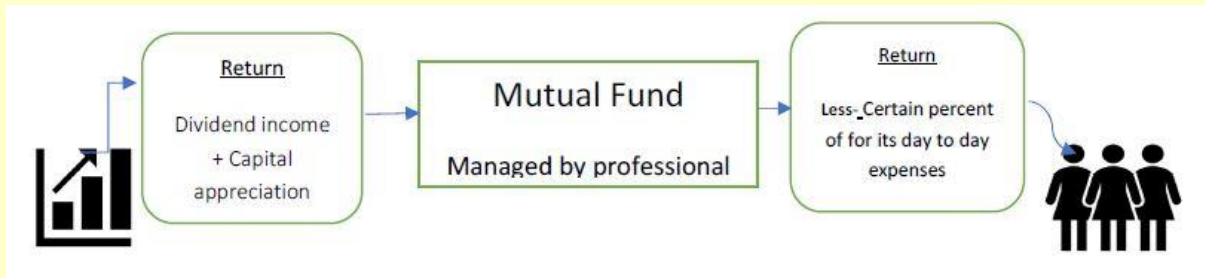 Return
Dividend income
+ Capital
appreciation
Mutual Fund
Managed by professional
Return
Less- Certain percent
of for its day to day
expenses